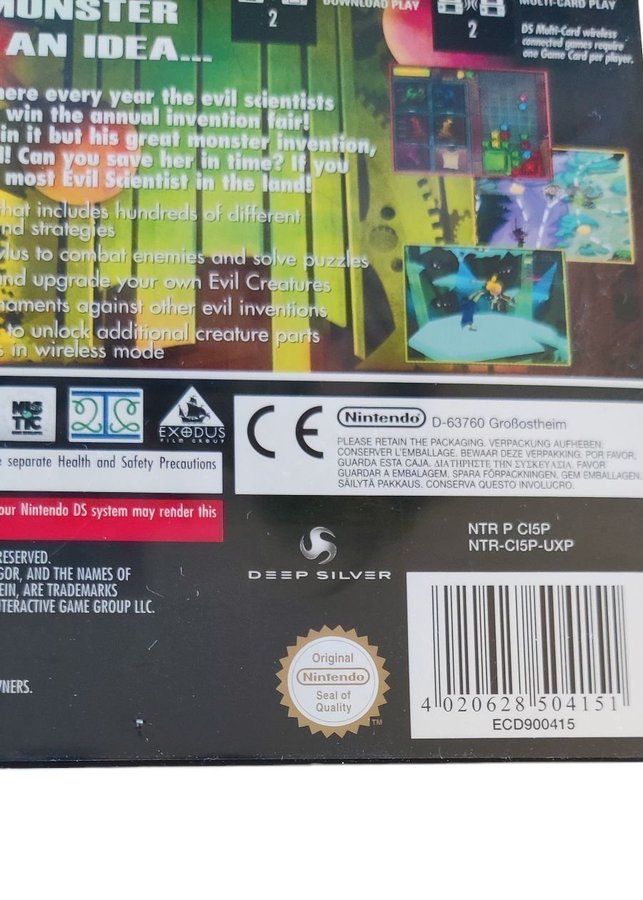 MONSTER
AN IDEA...
2
DOWNLOAD PLAY
2
MULTI-CARD PLAY
DS Multi-Card wireless
connected games require
one Game Card per player.
here every year the evil scientists
win the annual invention fair!
in it but his great monster invention,
d! Can you save her in time? If you
most Evil Scientist in the land!
that includes hundreds of different
nd strategies
ylus to combat enemies and solve puzzles
nd upgrade your own Evil Creatures
naments against other evil inventions
to unlock additional creature parts
s in wireless mode
EXODUS
FILM GROUP
CE
Nintendo D-63760 Großostheim
PLEASE RETAIN THE PACKAGING. VERPACKUNG AUFHEBEN.
CONSERVER L'EMBALLAGE. BEWAAR DEZE VERPAKKING, POR FAVOR,
GUARDA ESTA CAJA. ΔΙΑΤΗΡΗΣΤΕ ΤΗΝ ΣΥΣΚΕΥΑΣΙΑ. FAVOR
GUARDAR A EMBALAGEM. SPARA FÖRPACKNINGEN. GEM EMBALLAGEN.
SÄILYTÄ PAKKAUS. CONSERVA QUESTO INVOLUCRO.
e separate Health and Safety Precautions
our Nintendo DS system may render this
RESERVED.
GOR, AND THE NAMES OF
EIN, ARE TRADEMARKS
TERACTIVE GAME GROUP LLC.
NERS.
DEEP SILVER
NTR P CI5P
NTR-CI5P-UXP
Original
Nintendo
Seal of
Quality
TM
4 020628 504151
ECD900415